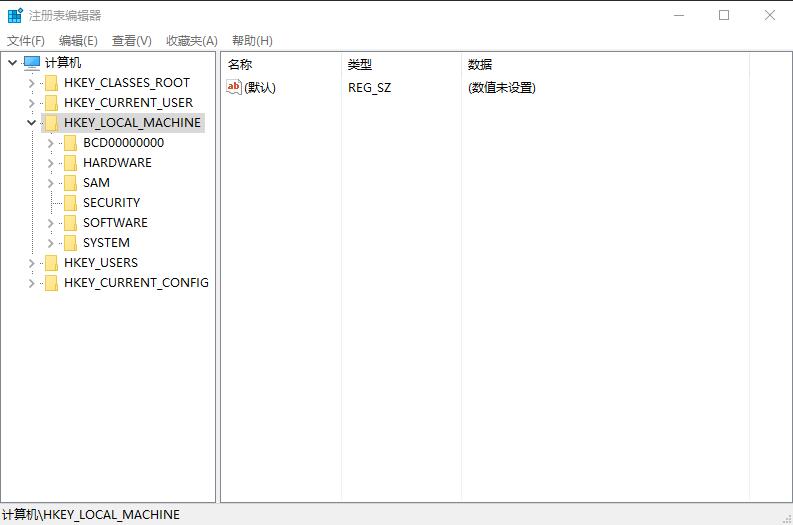 注册表编辑器
文件(F) 编辑(E) 查看(V) 收藏夹(A) 帮助(H)
计算机
HKEY_CLASSES_ROOT
HKEY_CURRENT_USER
HKEY_LOCAL_MACHINE
BCD00000000
HARDWARE
SAM
SECURITY
SOFTWARE
SYSTEM
HKEY_USERS
HKEY_CURRENT_CONFIG
名称 类型 数据
ab (默认) REG_SZ (数值未设置)
计算机\HKEY_LOCAL_MACHINE